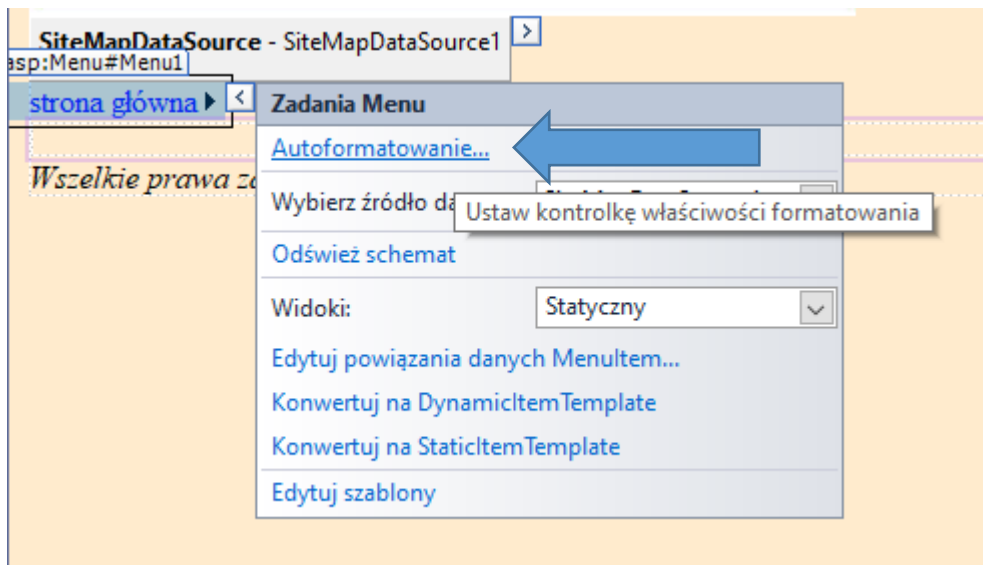 SiteMapDataSource - SiteMapDataSource1
asp:Menu#Menu1
strona główna
Zadania Menu
Autoformatowanie...
Wszelkie prawa
Wybierz źródło
Ustaw kontrolkę właściwości formatowania
Odśwież schemat
Widoki: Statyczny
Edytuj powiązania danych MenuItem...
Konwertuj na DynamicItemTemplate
Konwertuj na StaticItemTemplate
Edytuj szablony